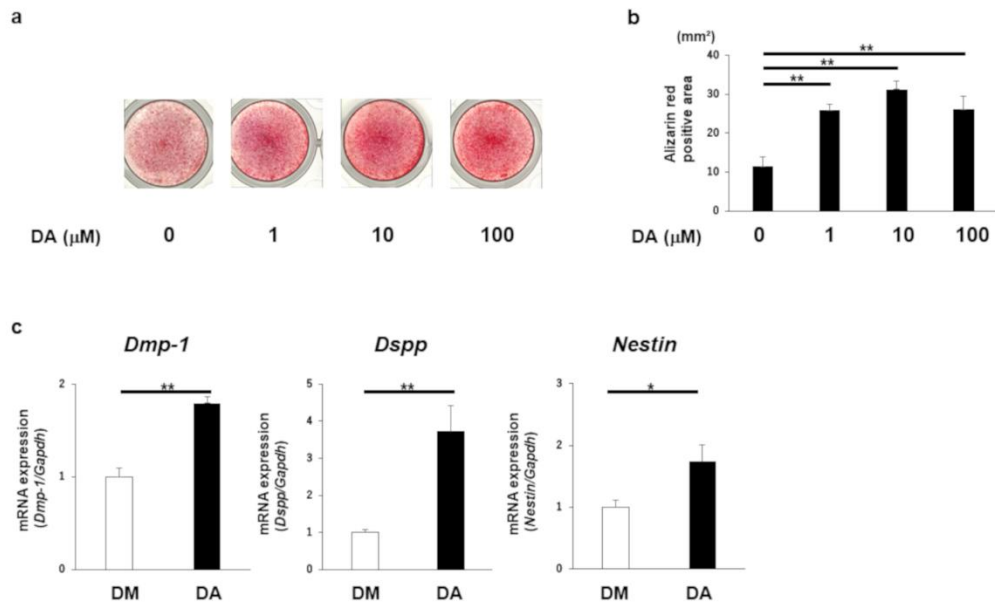 a
DA (μM) 0 1 10 100
b
(mm²)
Alizarin red
positive area
40
30
20
10
0
**
**
**
DA (μM) 0 1 10 100
c
Dmp-1
mRNA expression
(Dmp-1/Gapdh)
2
1
0
**
DM DA
Dspp
mRNA expression
(Dspp/Gapdh)
5
4
3
2
1
0
**
DM DA
Nestin
mRNA expression
(Nestin/Gapdh)
3
2
1
0
*
DM DA